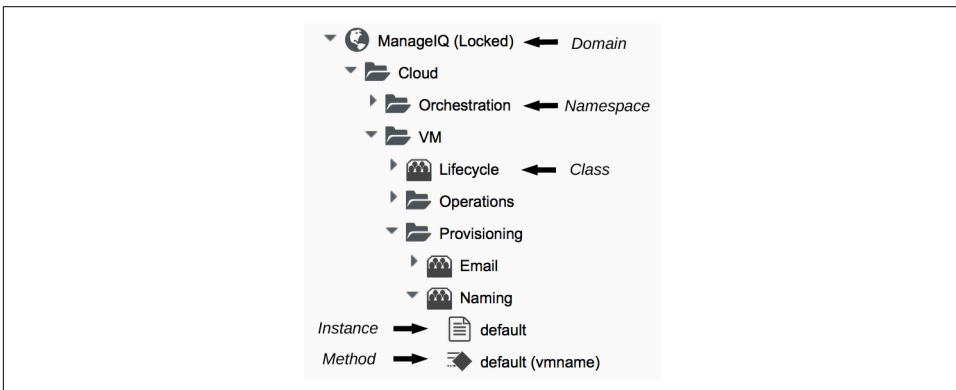 ManageIQ (Locked) Domain
Cloud
Orchestration Namespace
VM
Lifecycle Class
Operations
Provisioning
Email
Naming
Instance default
Method default (vmname)